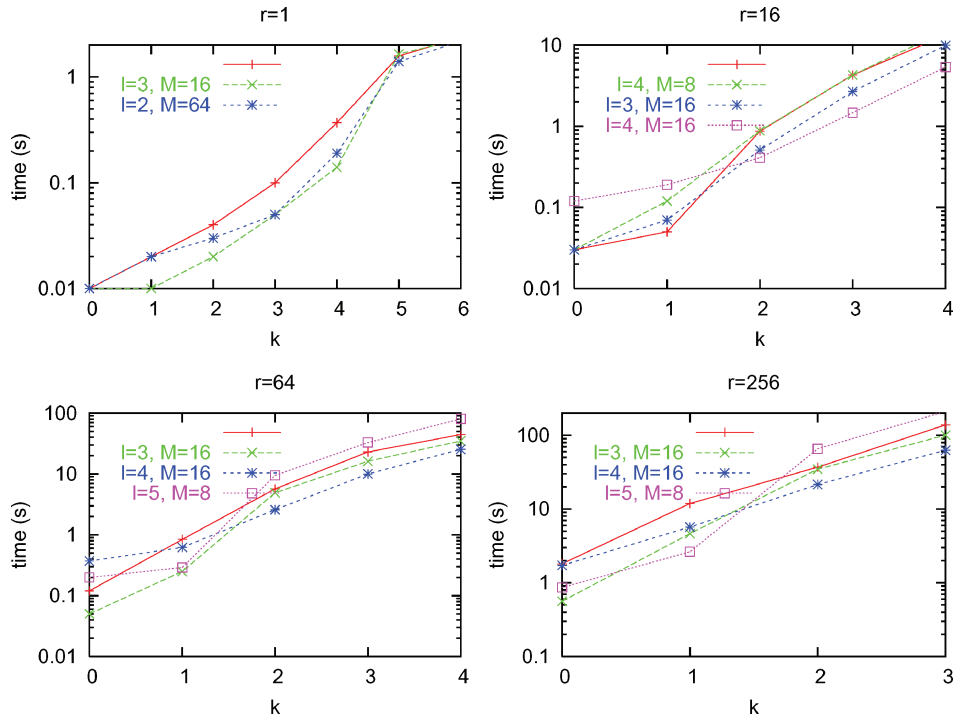 r=1
time (s)
1
0.1
0.01
l=3, M=16
l=2, M=64
0 1 2 3 4 5 6
k
r=16
time (s)
10
1
0.1
0.01
l=4, M=8
l=3, M=16
l=4, M=16
0 1 2 3 4
k
r=64
time (s)
100
10
1
0.1
0.01
l=3, M=16
l=4, M=16
l=5, M=8
0 1 2 3 4
k
r=256
time (s)
100
10
1
0.1
l=3, M=16
l=4, M=16
l=5, M=8
0 1 2 3
k